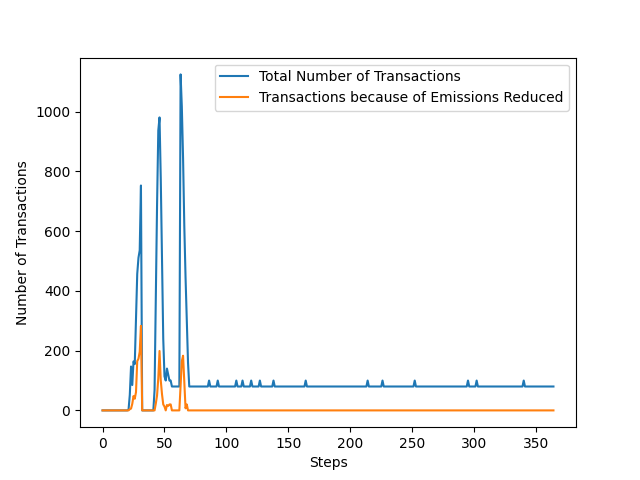 Total Number of Transactions
Transactions because of Emissions Reduced
Number of Transactions
1000
800
600
400
200
0
0 50 100 150 200 250 300 350
Steps